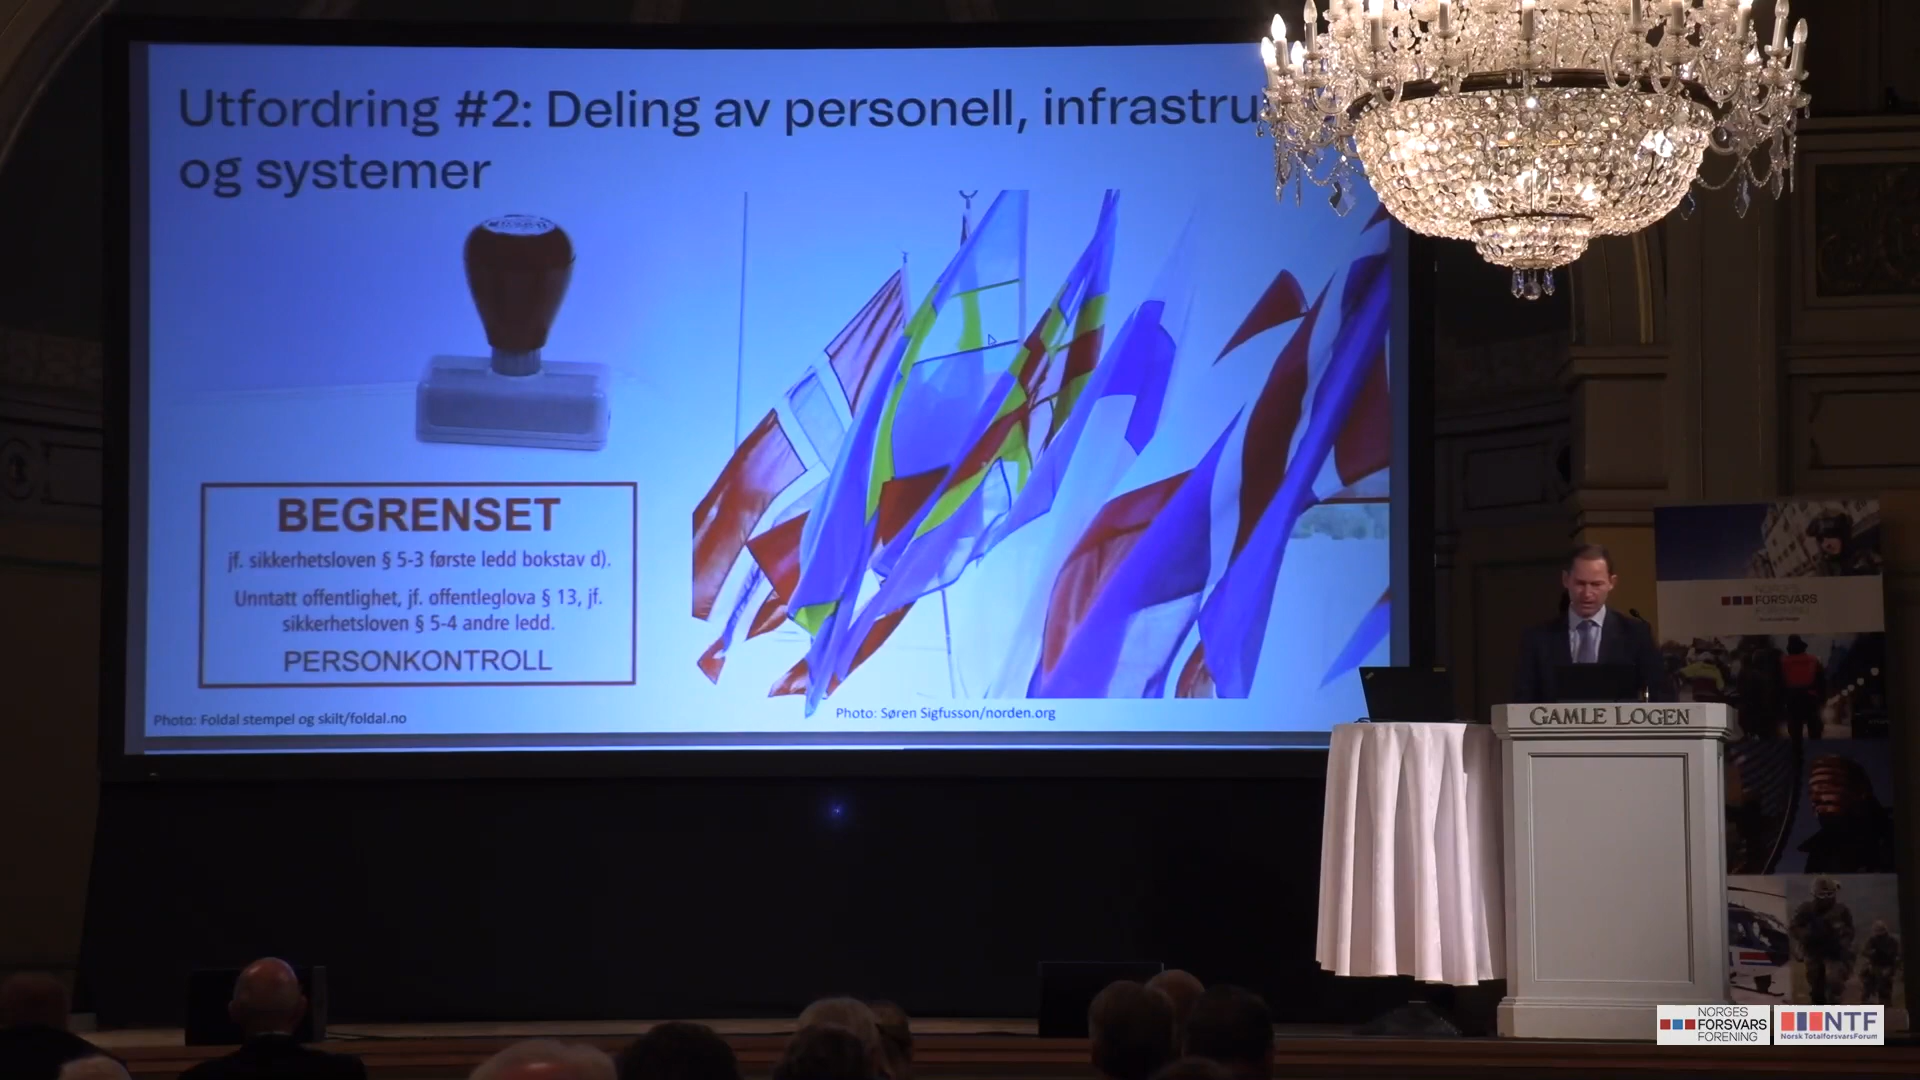 Utfordring #2: Deling av personell, infrastru
og systemer
BEGRENSET
jf. sikkerhetsloven § 5-3 første ledd bokstav d).
Unntatt offentlighet, jf. offentleglova § 13, jf.
sikkerhetsloven § 5-4 andre ledd.
PERSONKONTROLL
Photo: Foldal stempel og skilt/foldal.no
Photo: Søren Sigfusson/norden.org
GAMLE LOGEN
NORGES
FORSVARS
FORENING
NORGES
FORSVARS
FORENING
NTF
Norsk TotalforsvarsForum